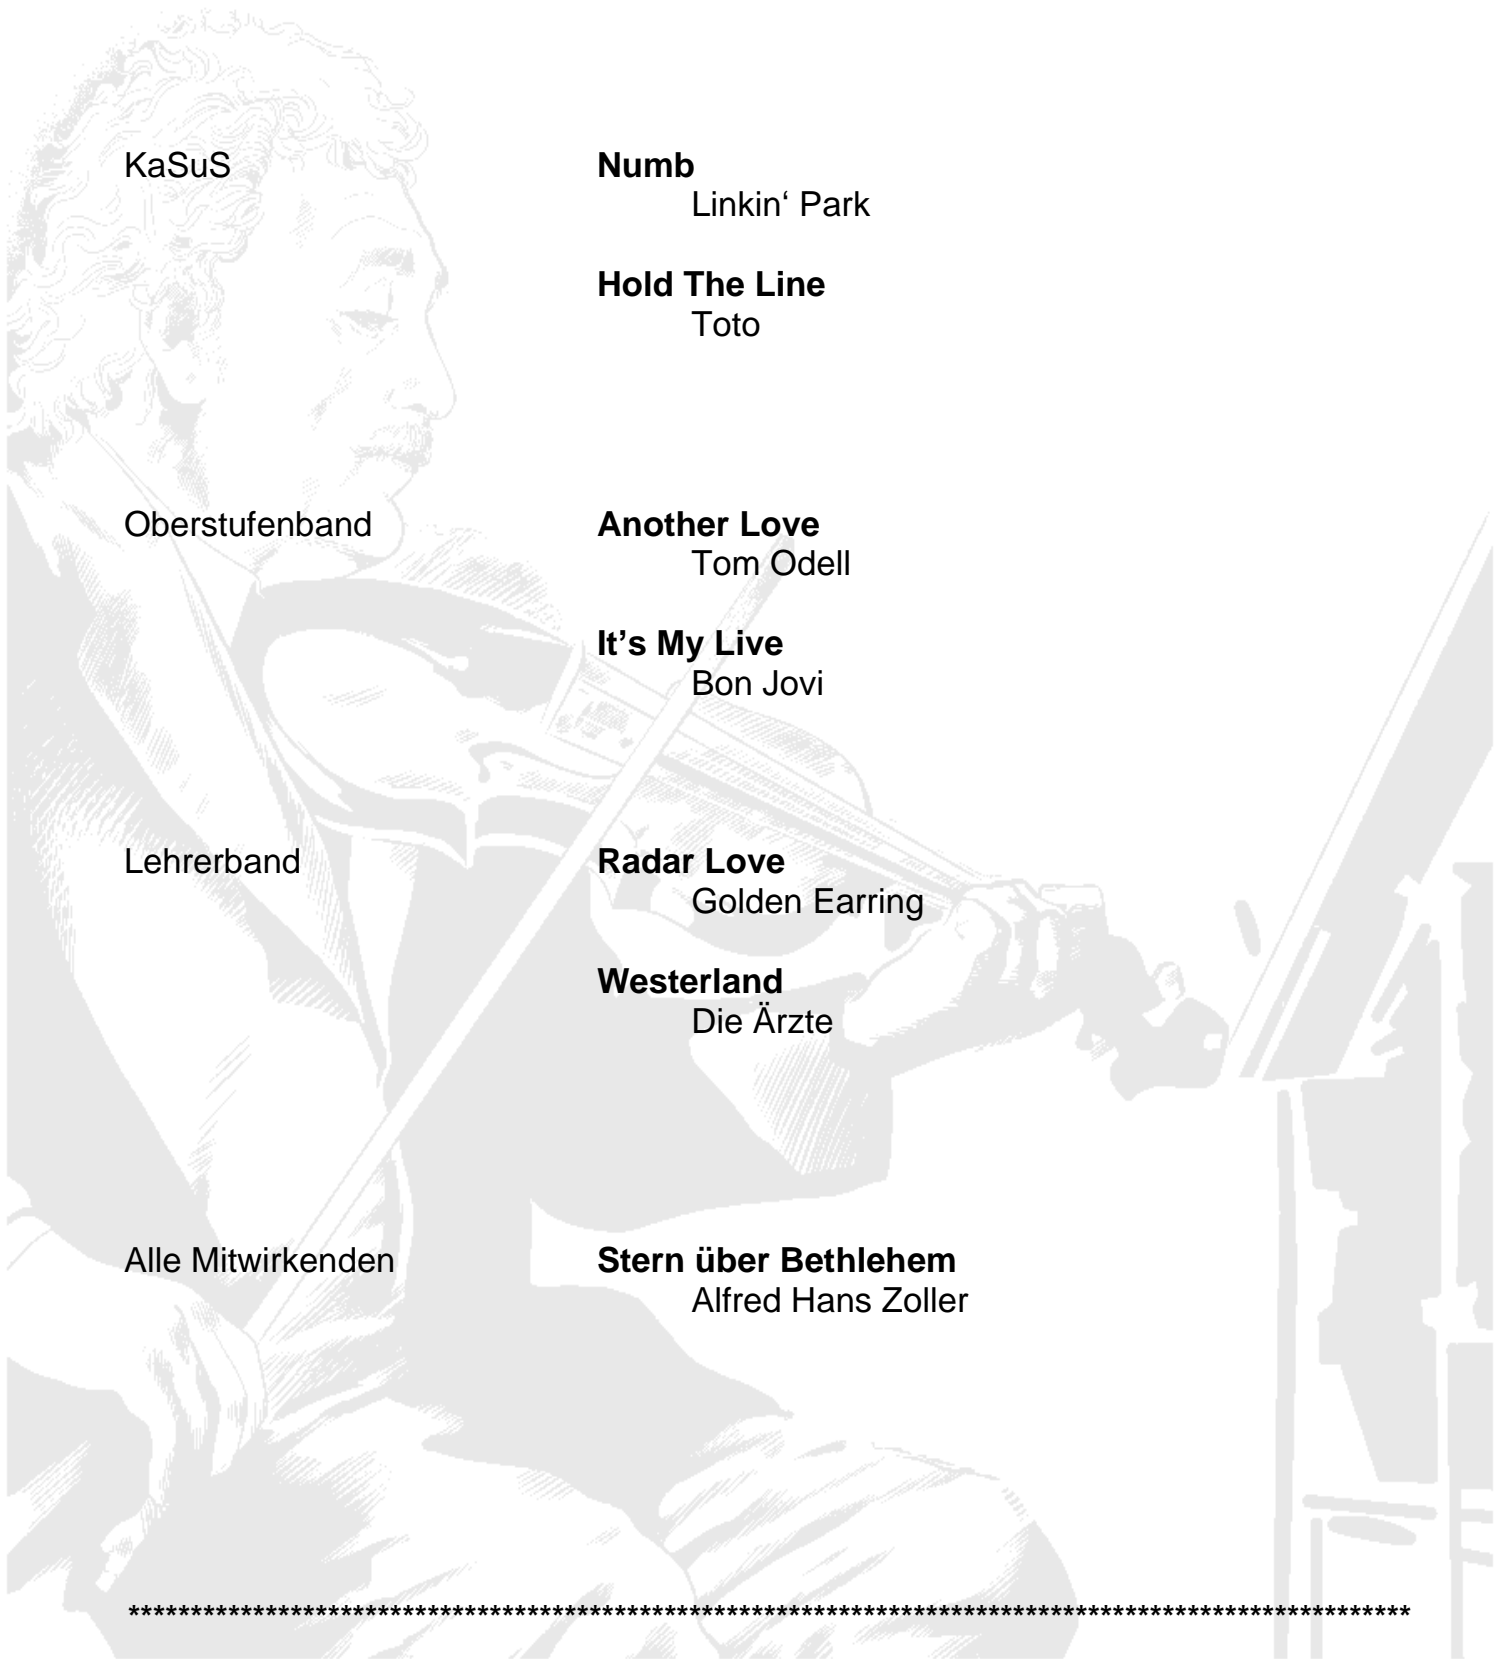 KaSuS Numb
Linkin‘ Park
Hold The Line
Toto
Oberstufenband Another Love
Tom Odell
It’s My Live
Bon Jovi
Lehrerband Radar Love
Golden Earring
Westerland
Die Ärzte
Alle Mitwirkenden Stern über Bethlehem
Alfred Hans Zoller
*******************************************************************************************************